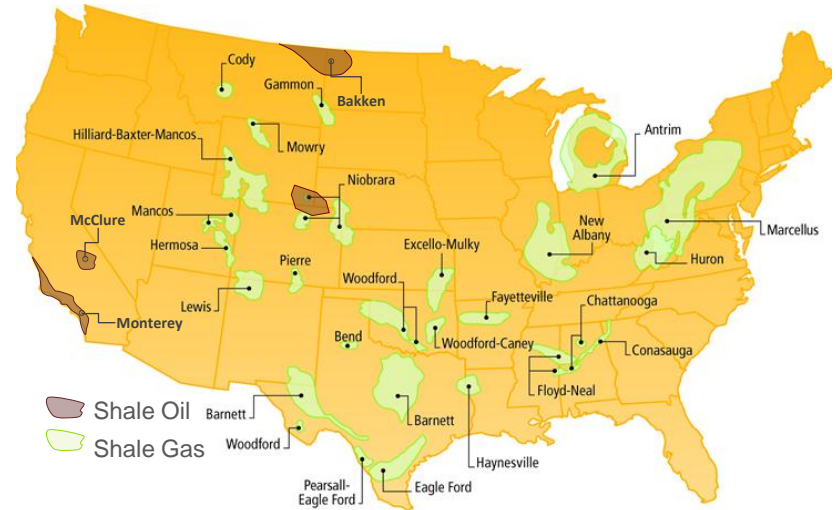 Cody
Gammon
Bakken
Antrim
Hilliard-Baxter-Mancos
Mowry
Niobrara
Mancos
McClure
New
Albany
Marcellus
Hermosa
Excello-Mulky
Huron
Pierre
Woodford
Fayetteville
Chattanooga
Lewis
Monterey
Bend
Woodford-Caney
Conasauga
Floyd-Neal
Shale Oil
Barnett
Barnett
Shale Gas
Woodford
Haynesville
Pearsall-
Eagle Ford
Eagle Ford